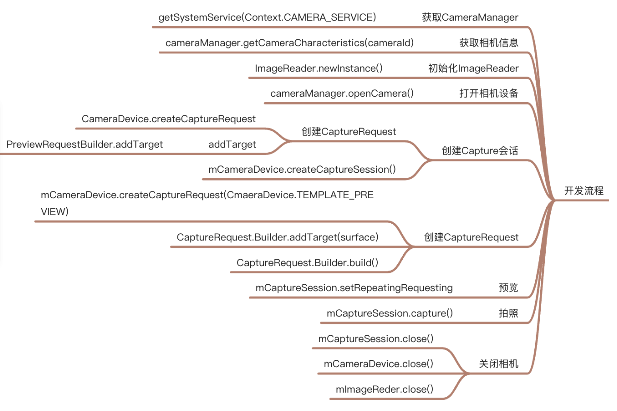 getSystemService(Context.CAMERA_SERVICE) 获取CameraManager
cameraManager.getCameraCharacteristics(cameraId) 获取相机信息
ImageReader.newInstance() 初始化ImageReader
cameraManager.openCamera() 打开相机设备
CameraDevice.createCaptureRequest
创建CaptureRequest
PreviewRequestBuilder.addTarget addTarget
创建Capture会话
mCameraDevice.createCaptureSession()
开发流程
mCameraDevice.createCaptureRequest(CmaeraDevice.TEMPLATE_PRE
VIEW)
CaptureRequest.Builder.addTarget(surface) 创建CaptureRequest
CaptureRequest.Builder.build()
mCaptureSession.setRepeatingRequesting 预览
mCaptureSession.capture() 拍照
mCaptureSession.close()
mCameraDevice.close() 关闭相机
mImageReder.close()